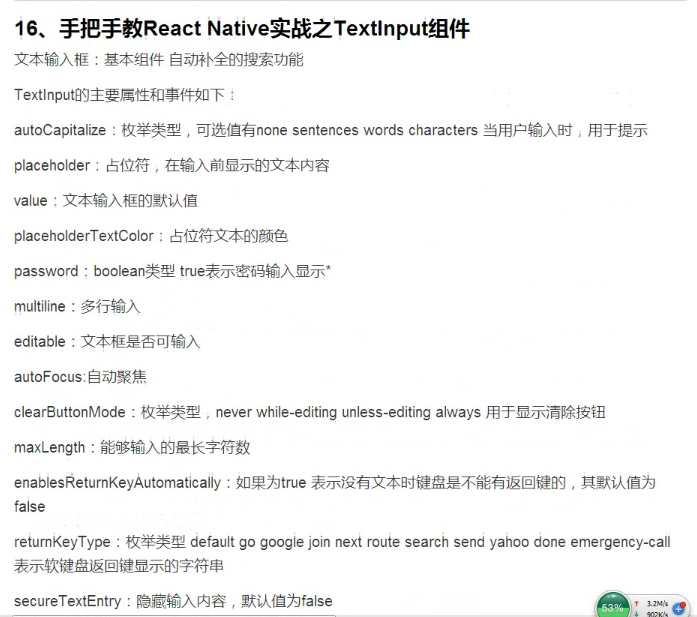 16、手把手教React Native实战之TextInput组件
文本输入框：基本组件 自动补全的搜索功能
TextInput的主要属性和事件如下：
autoCapitalize：枚举类型，可选值有none sentences words characters 当用户输入时，用于提示
placeholder：占位符，在输入前显示的文本内容
value：文本输入框的默认值
placeholderTextColor：占位符文本的颜色
password：boolean类型 true表示密码输入显示*
multiline：多行输入
editable：文本框是否可输入
autoFocus:自动聚焦
clearButtonMode：枚举类型，never while-editing unless-editing always 用于显示清除按钮
maxLength：能够输入的最长字符数
enablesReturnKeyAutomatically：如果为true 表示没有文本时键盘是不能有返回键的，其默认值为
false
returnKeyType：枚举类型 default go google join next route search send yahoo done emergency-call
表示软键盘返回键显示的字符串
secureTextEntry：隐藏输入内容，默认值为false
53%
3.2M/s
902K/s